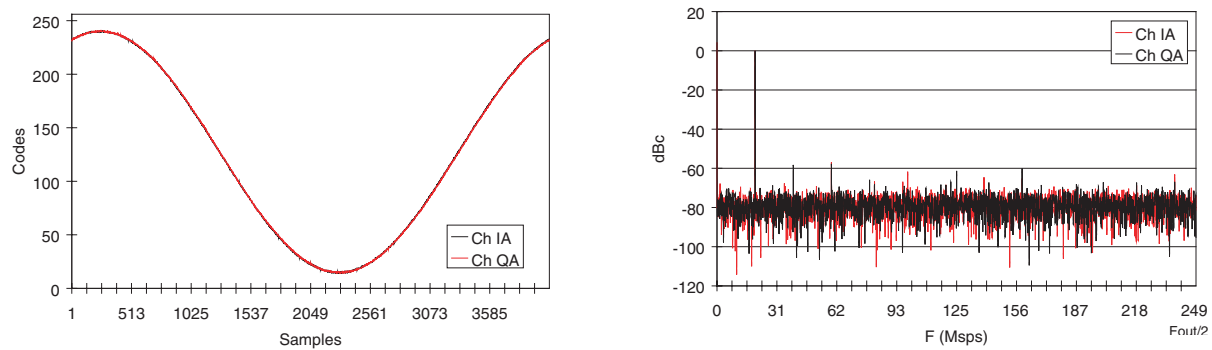 250
200
150
100
50
0
Codes
Ch IA
Ch QA
1 513 1025 1537 2049 2561 3073 3585
Samples
20
0
-20
-40
-60
-80
-100
-120
dBc
Ch IA
Ch QA
0 31 62 93 125 156 187 218 249
Fout/2
F (Msps)